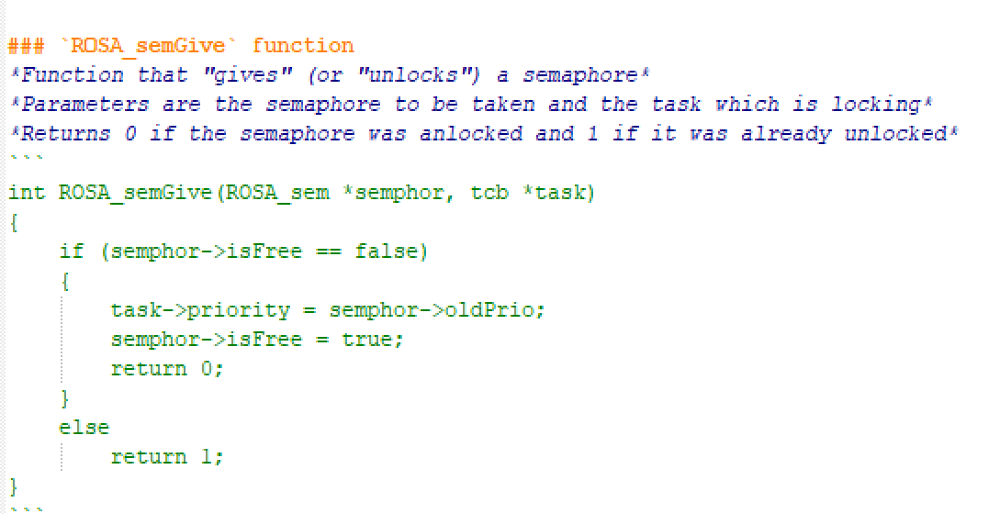 ### `ROSA_semGive` function
*Function that "gives" (or "unlocks") a semaphore*
*Parameters are the semaphore to be taken and the task which is locking*
*Returns 0 if the semaphore was anlocked and 1 if it was already unlocked*
```
int ROSA_semGive(ROSA_sem *semphor, tcb *task)
{
    if (semphor->isFree == false)
    {
        task->priority = semphor->oldPrio;
        semphor->isFree = true;
        return 0;
    }
    else
        return 1;
}
```